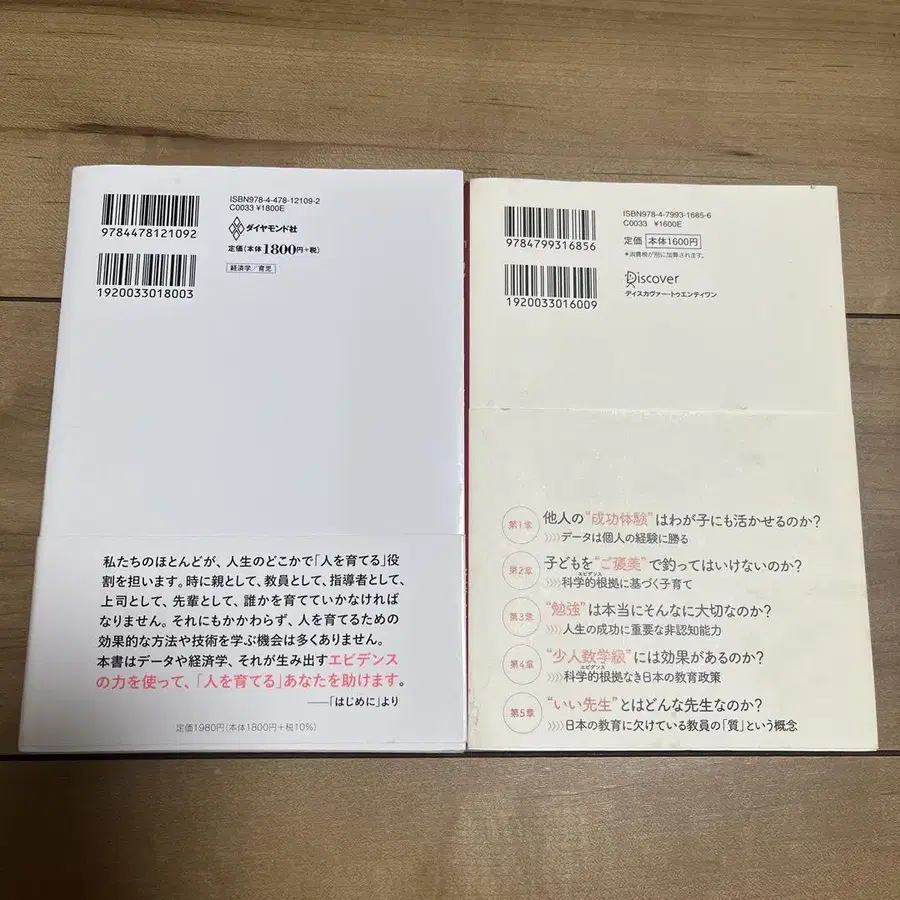 ISBN978-4-478-12109-2
C0033 ¥1800E
9784478121092
ダイヤモンド社
定価(本体1800円+税)
経済学/育児
1920033018003
私たちのほとんどが、人生のどこかで「人を育てる」役
割を担います。時に親として、教員として、指導者として、
上司として、先輩として、誰かを育てていかなければ
なりません。それにもかかわらず、人を育てるための
効果的な方法や技術を学ぶ機会は多くありません。
本書はデータや経済学、それが生み出すエビデンス
の力を使って、「人を育てる」あなたを助けます。
——「はじめに」より
定価1980円(本体1800円+税10%)
ISBN978-4-7993-1685-6
C0033 ¥1600E
9784799316856
定価 本体1600円
*消費税が別に加算されます。
Discover
ディスカヴァー・トゥエンティワン
1920033016009
第1章 他人の“成功体験”はわが子にも活かせるのか?
》》データは個人の経験に勝る
第2章 子どもを“ご褒美”で釣ってはいけないのか?
エビデンス
》》科学的根拠に基づく子育て
第3章 “勉強”は本当にそんなに大切なのか?
》》人生の成功に重要な非認知能力
第4章 “少人数学級”には効果があるのか?
エビデンス
》》科学的根拠なき日本の教育政策
第5章 “いい先生”とはどんな先生なのか?
》》日本の教育に欠けている教員の「質」という概念